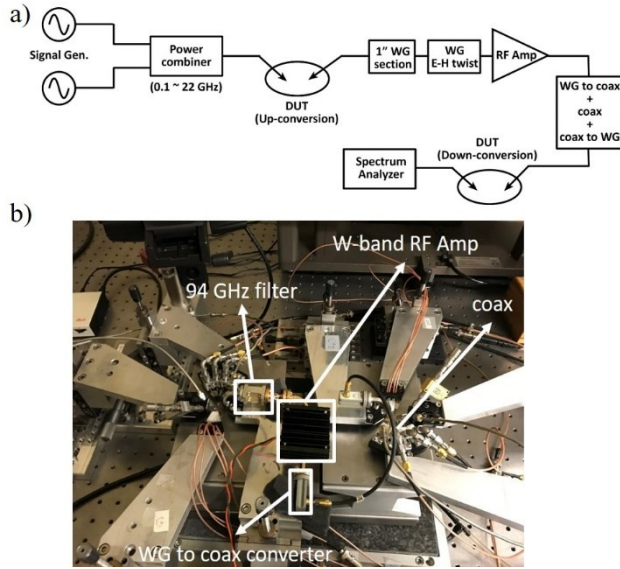 a)
Signal Gen.
Power
combiner
(0.1 ~ 22 GHz)
DUT
(Up-conversion)
1” WG
section
WG
E-H twist
RF Amp
WG to coax
+
coax
+
coax to WG
DUT
(Down-conversion)
Spectrum
Analyzer
b)
W-band RF Amp
94 GHz filter
coax
WG to coax converter